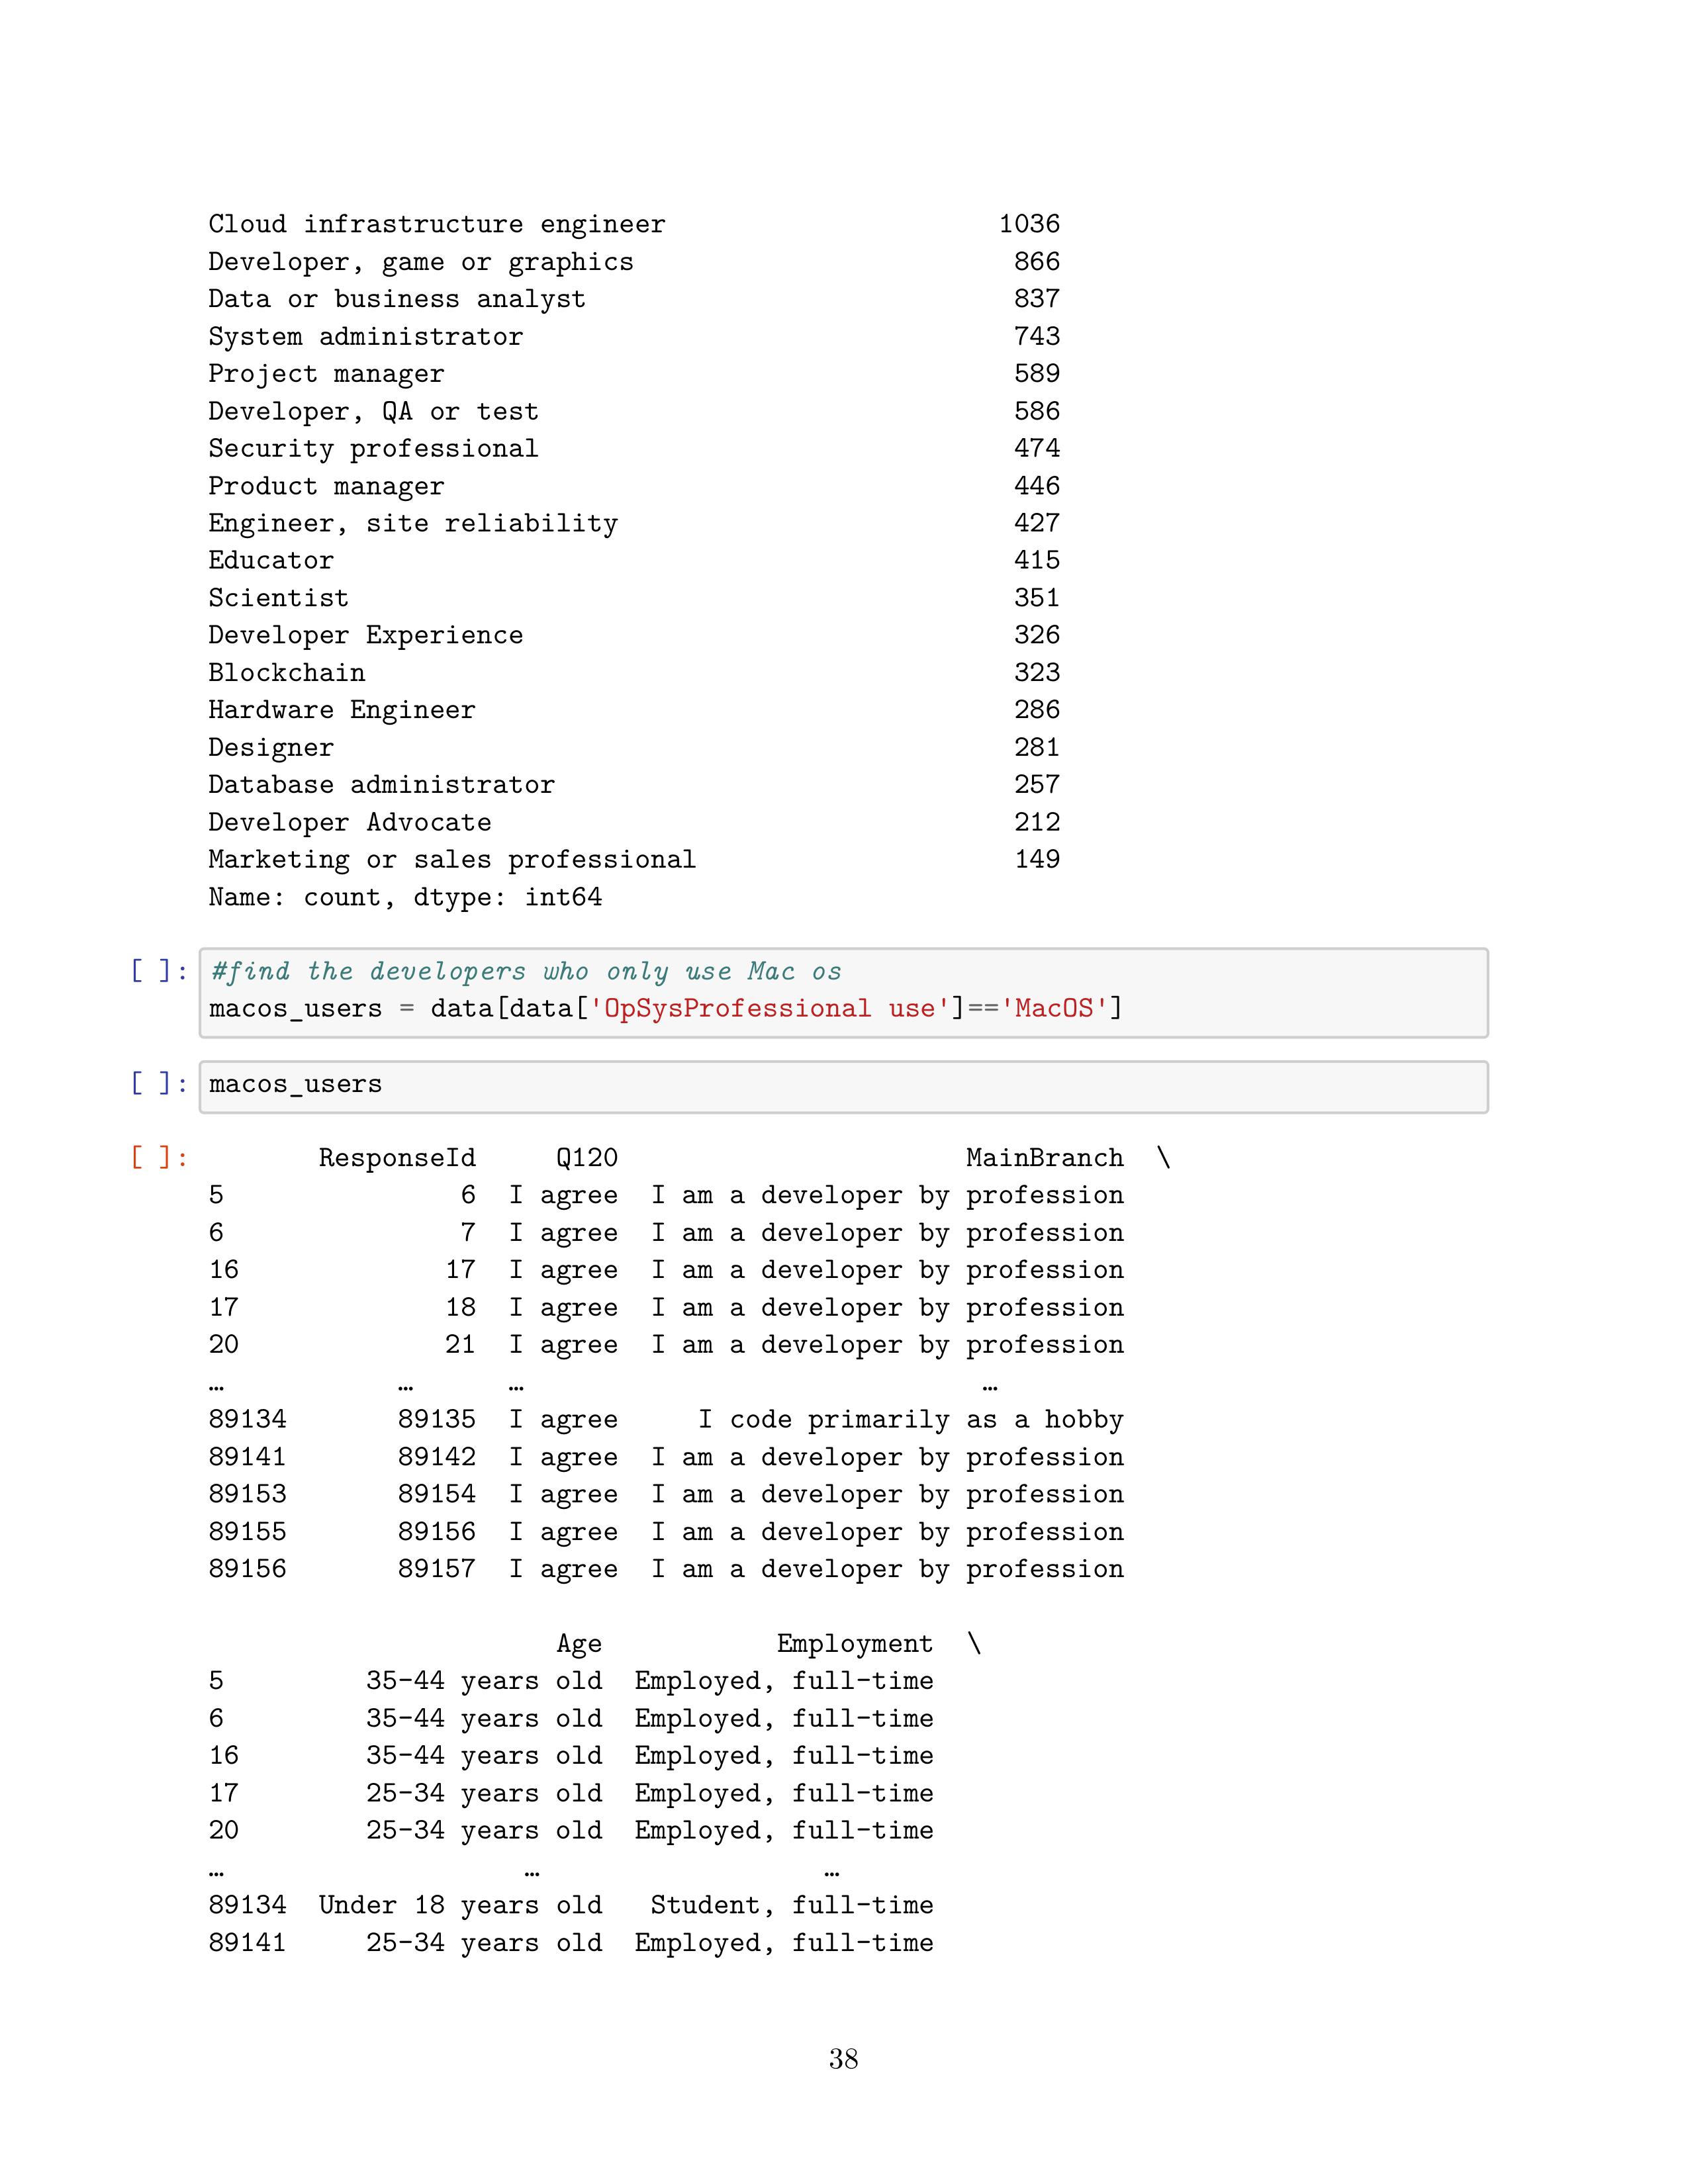 Cloud infrastructure engineer 1036
Developer, game or graphics 866
Data or business analyst 837
System administrator 743
Project manager 589
Developer, QA or test 586
Security professional 474
Product manager 446
Engineer, site reliability 427
Educator 415
Scientist 351
Developer Experience 326
Blockchain 323
Hardware Engineer 286
Designer 281
Database administrator 257
Developer Advocate 212
Marketing or sales professional 149
Name: count, dtype: int64
[ ]: #find the developers who only use Mac os
macos_users = data[data['OpSysProfessional use']=='MacOS']
[ ]: macos_users
[ ]: ResponseId Q120 MainBranch \
5 6 I agree I am a developer by profession
6 7 I agree I am a developer by profession
16 17 I agree I am a developer by profession
17 18 I agree I am a developer by profession
20 21 I agree I am a developer by profession
… … … …
89134 89135 I agree I code primarily as a hobby
89141 89142 I agree I am a developer by profession
89153 89154 I agree I am a developer by profession
89155 89156 I agree I am a developer by profession
89156 89157 I agree I am a developer by profession
Age Employment \
5 35-44 years old Employed, full-time
6 35-44 years old Employed, full-time
16 35-44 years old Employed, full-time
17 25-34 years old Employed, full-time
20 25-34 years old Employed, full-time
… … …
89134 Under 18 years old Student, full-time
89141 25-34 years old Employed, full-time
38